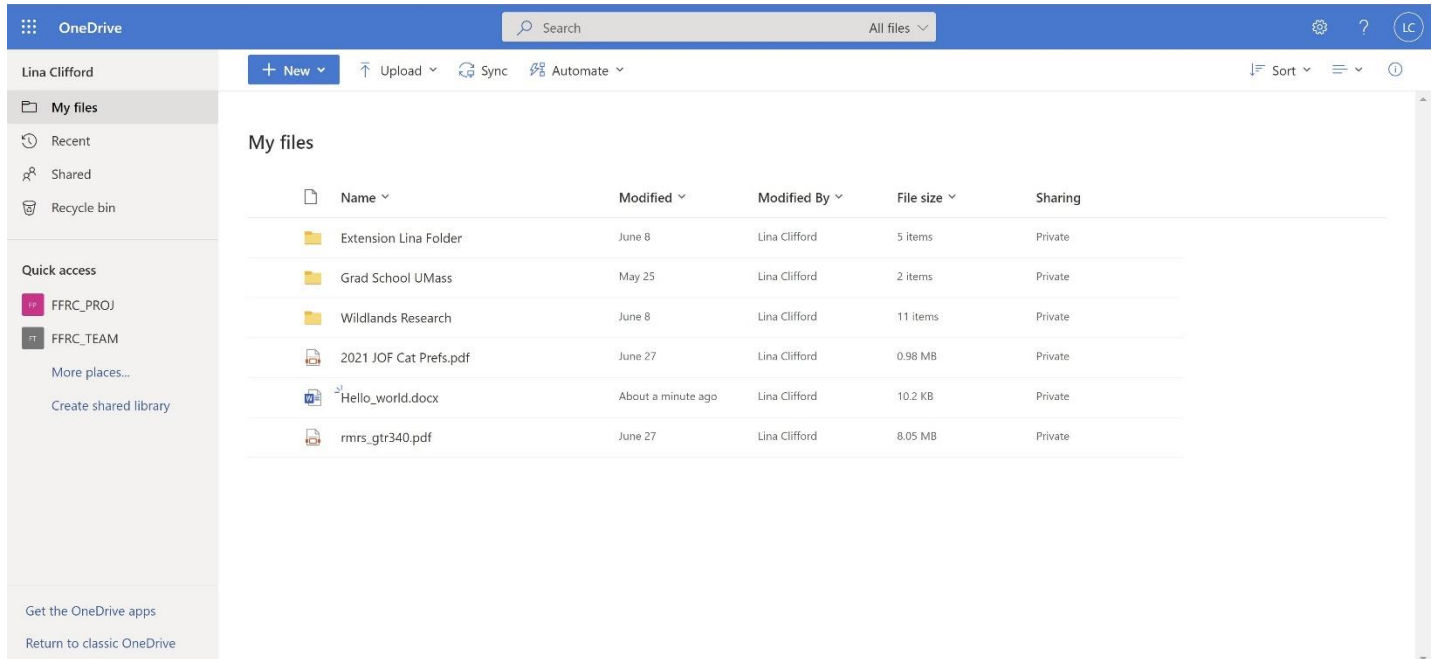 OneDrive
Search
All files
LC
Lina Clifford
New
Upload
Sync
Automate
Sort
My files
Recent
Shared
Recycle bin
Quick access
FP FFRC_PROJ
FT FFRC_TEAM
More places...
Create shared library
Get the OneDrive apps
Return to classic OneDrive
My files
Name Modified Modified By File size Sharing
Extension Lina Folder June 8 Lina Clifford 5 items Private
Grad School UMass May 25 Lina Clifford 2 items Private
Wildlands Research June 8 Lina Clifford 11 items Private
2021 JOF Cat Prefs.pdf June 27 Lina Clifford 0.98 MB Private
Hello_world.docx About a minute ago Lina Clifford 10.2 KB Private
rmrs_gtr340.pdf June 27 Lina Clifford 8.05 MB Private